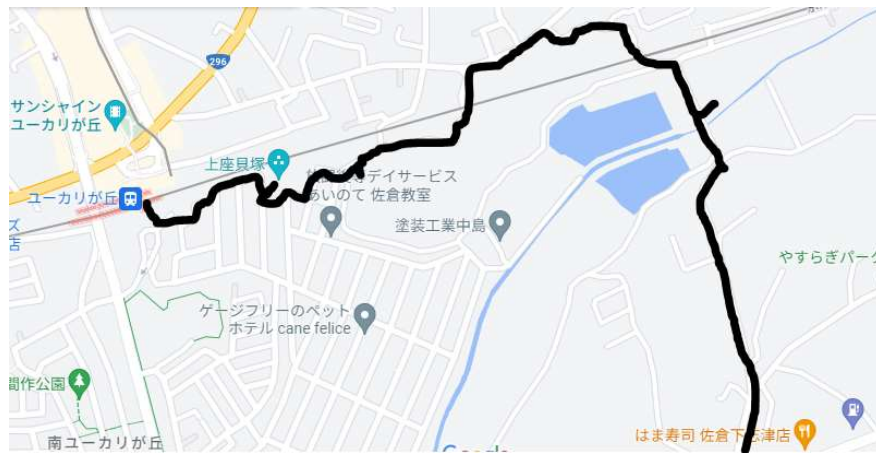 296
サンシャイン
ユーカリが丘
上座貝塚
デイサービス
あいのて 佐倉教室
ユーカリが丘
ズ
店
塗装工業中島
やすらぎパーク
ゲージフリーのペット
ホテル cane felice
間作公園
南ユーカリが丘
はま寿司 佐倉下志津店
Google